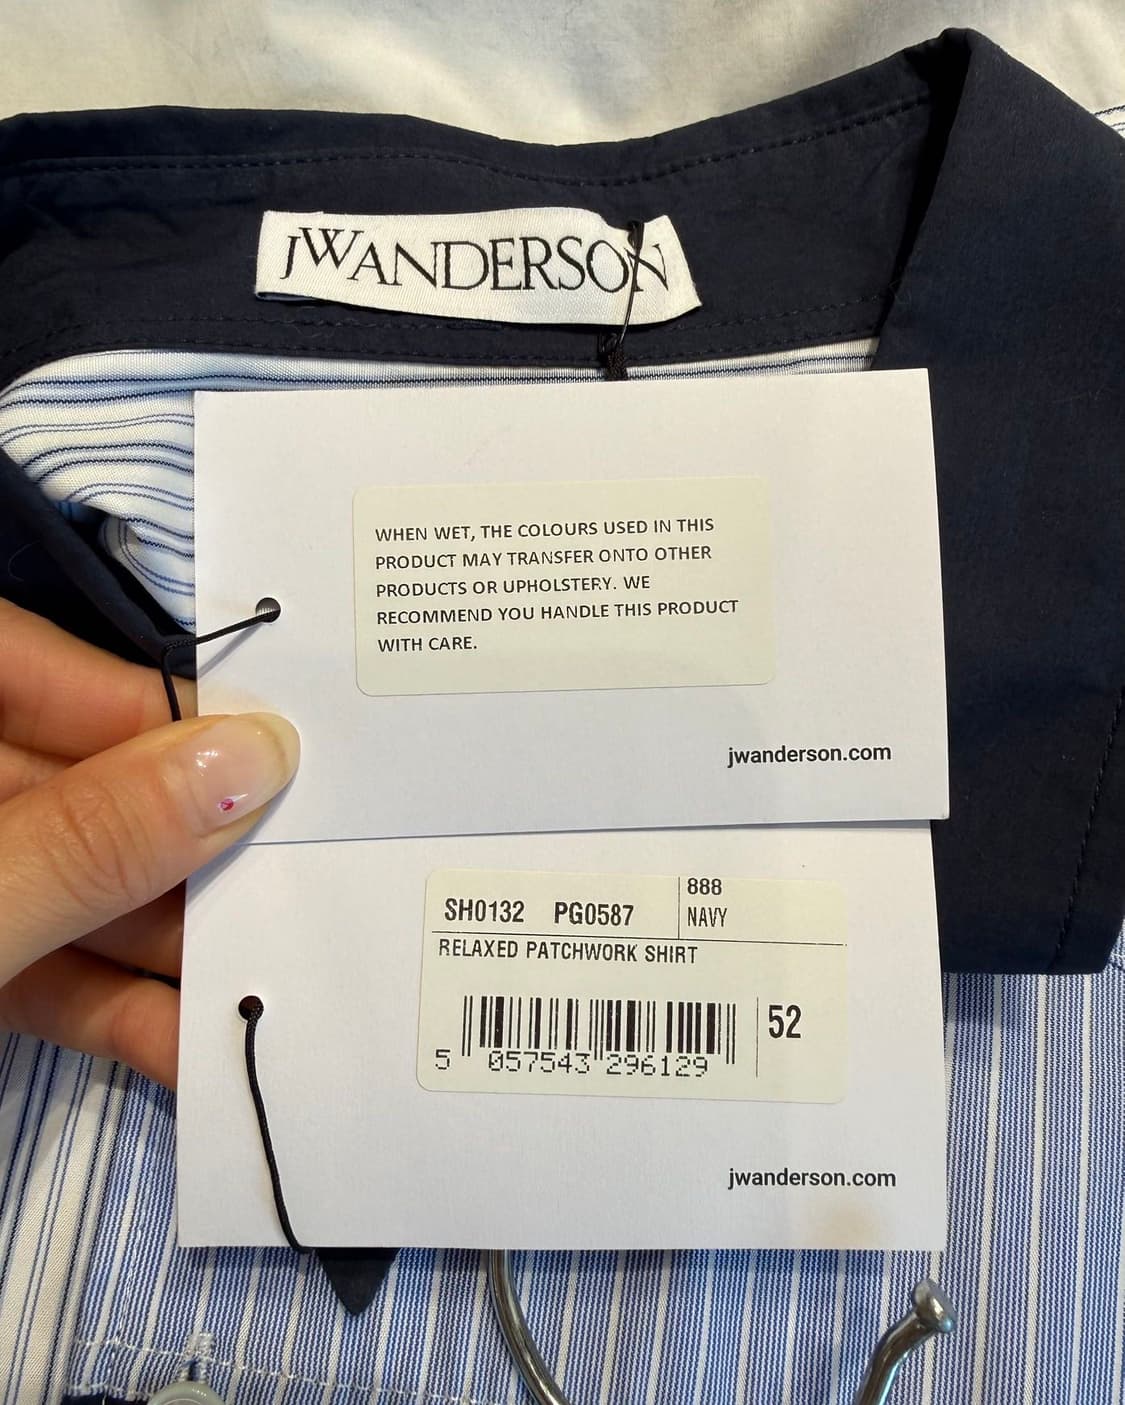 JWANDERSON
WHEN WET, THE COLOURS USED IN THIS
PRODUCT MAY TRANSFER ONTO OTHER
PRODUCTS OR UPHOLSTERY. WE
RECOMMEND YOU HANDLE THIS PRODUCT
WITH CARE.
jwanderson.com
SH0132 PG0587 888
NAVY
RELAXED PATCHWORK SHIRT
52
5 057543 296129
jwanderson.com